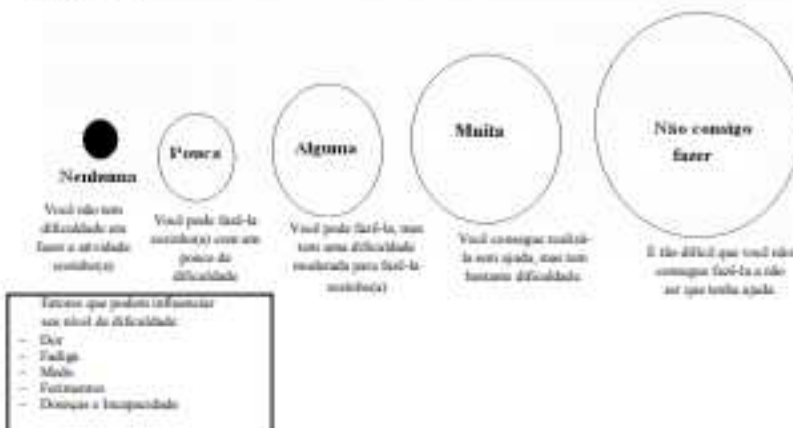 Nenhuma
Você não tem
dificuldade em
fazer a atividade
sozinho(a)
Pouca
Você pode fazê-la
sozinho(a) com um
pouco de
dificuldade
Alguma
Você pode fazê-la, mas
tem uma dificuldade
moderada para fazê-la
sozinho(a)
Muita
Você consegue realizá-
la sem ajuda, mas tem
bastante dificuldade
Não consigo
fazer
É tão difícil que você não
consegue fazê-la a não
ser que tenha ajuda
Fatores que podem influenciar
seu nível de dificuldade
- Dor
- Fadiga
- Medo
- Ferimentos
- Doenças e Incapacidade